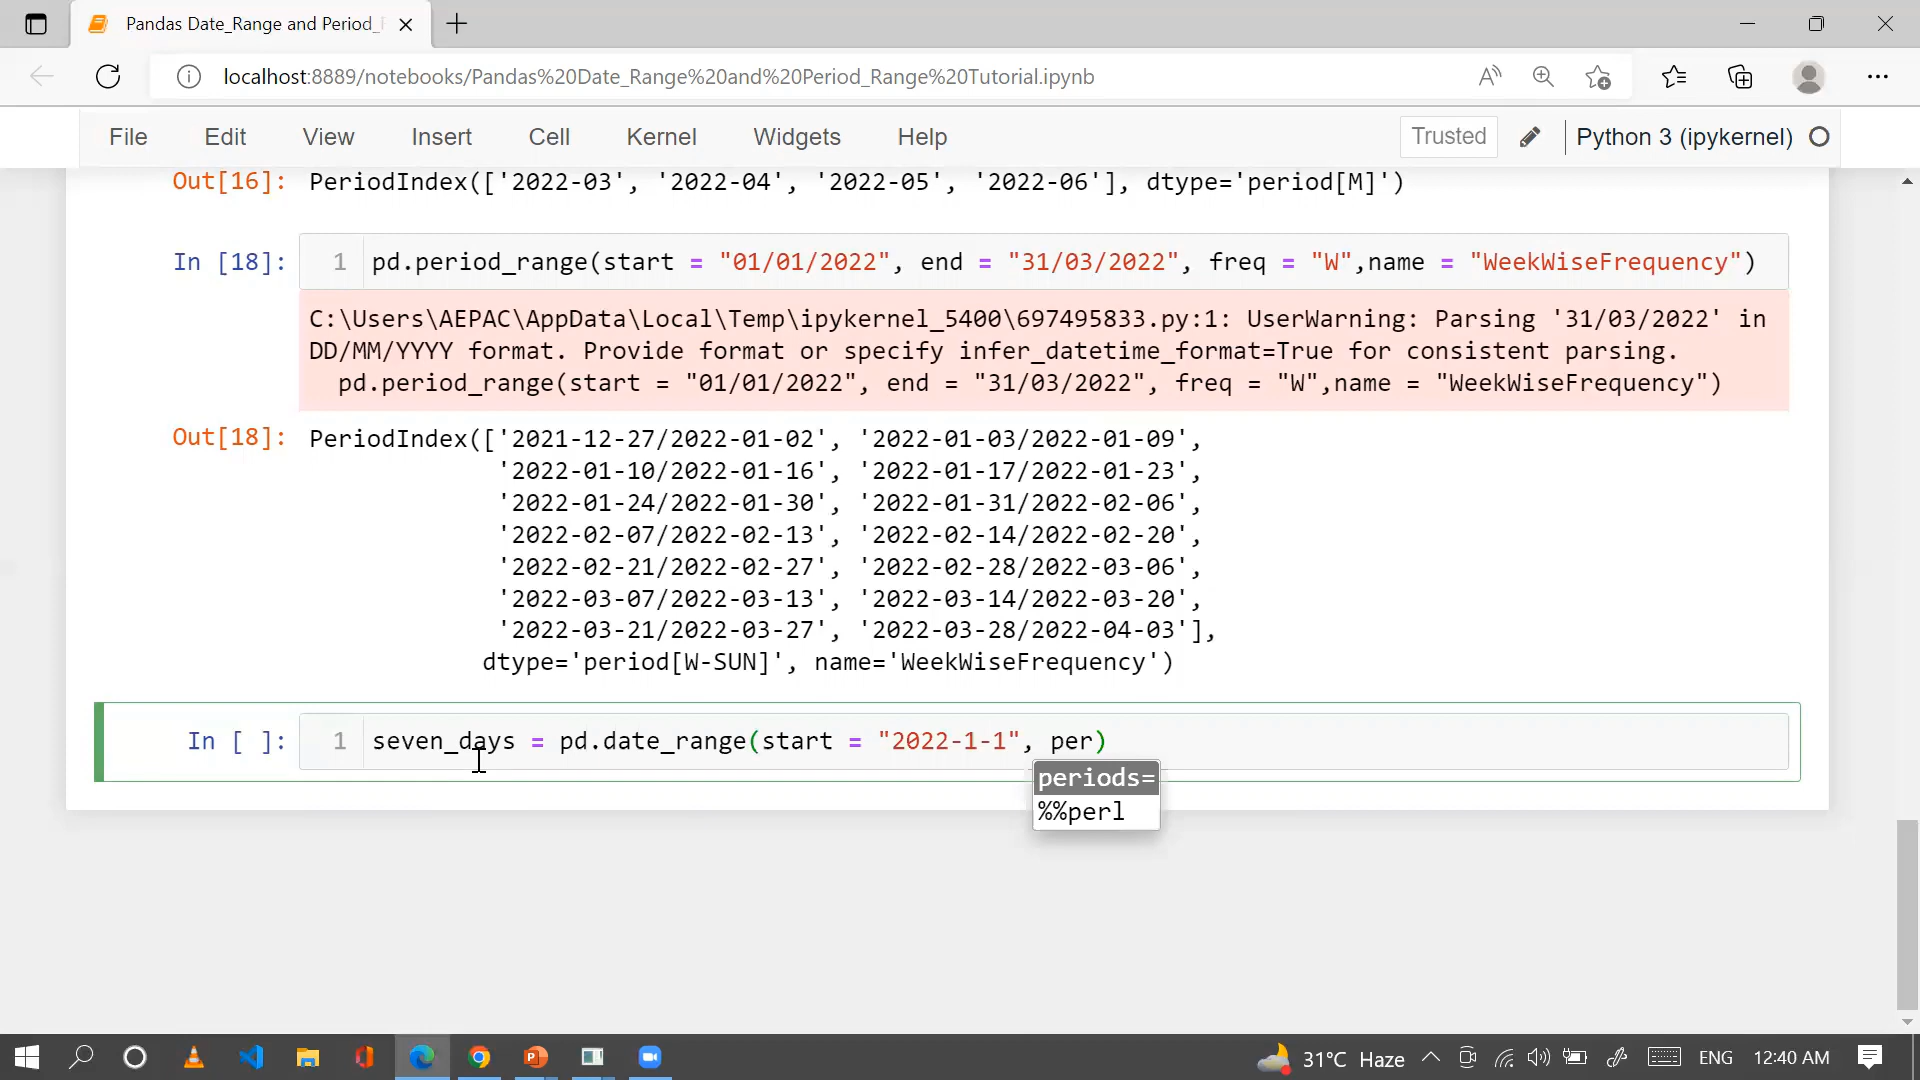 Pandas Date_Range and Period_
localhost:8889/notebooks/Pandas%20Date_Range%20and%20Period_Range%20Tutorial.ipynb
File Edit View Insert Cell Kernel Widgets Help Trusted Python 3 (ipykernel)
Out[16]: PeriodIndex(['2022-03', '2022-04', '2022-05', '2022-06'], dtype='period[M]')
In [18]: 1 pd.period_range(start = "01/01/2022", end = "31/03/2022", freq = "W",name = "WeekWiseFrequency")
C:\Users\AEPAC\AppData\Local\Temp\ipykernel_5400\697495833.py:1: UserWarning: Parsing '31/03/2022' in
DD/MM/YYYY format. Provide format or specify infer_datetime_format=True for consistent parsing.
pd.period_range(start = "01/01/2022", end = "31/03/2022", freq = "W",name = "WeekWiseFrequency")
Out[18]: PeriodIndex(['2021-12-27/2022-01-02', '2022-01-03/2022-01-09',
'2022-01-10/2022-01-16', '2022-01-17/2022-01-23',
'2022-01-24/2022-01-30', '2022-01-31/2022-02-06',
'2022-02-07/2022-02-13', '2022-02-14/2022-02-20',
'2022-02-21/2022-02-27', '2022-02-28/2022-03-06',
'2022-03-07/2022-03-13', '2022-03-14/2022-03-20',
'2022-03-21/2022-03-27', '2022-03-28/2022-04-03'],
dtype='period[W-SUN]', name='WeekWiseFrequency')
In [ ]: 1 seven_days = pd.date_range(start = "2022-1-1", per)
periods=
%%perl
31°C Haze ENG 12:40 AM